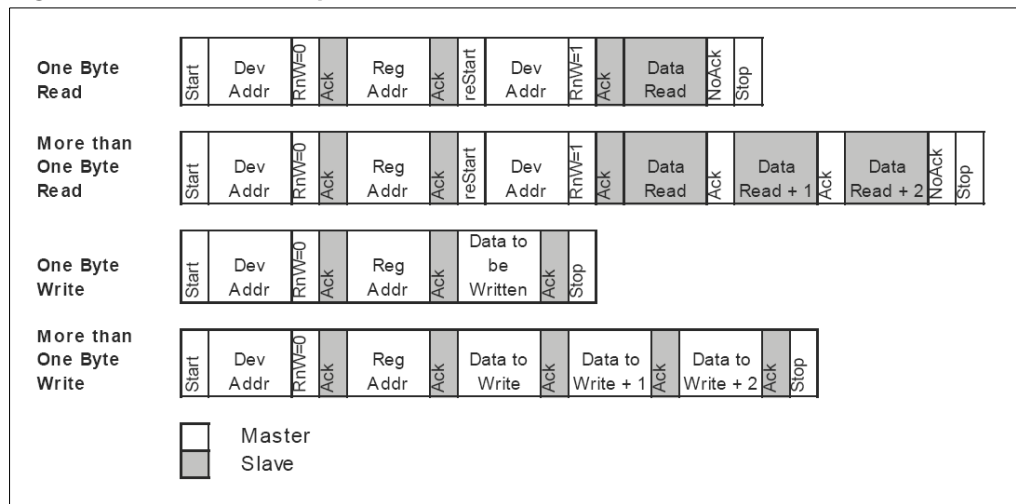 One Byte
Read
Start
Dev
Addr
RnW=0
Ack
Reg
Addr
Ack
reStart
Dev
Addr
RnW=1
Ack
Data
Read
NoAck
Stop
More than
One Byte
Read
Start
Dev
Addr
RnW=0
Ack
Reg
Addr
Ack
reStart
Dev
Addr
RnW=1
Ack
Data
Read
Ack
Data
Read + 1
Ack
Data
Read + 2
NoAck
Stop
One Byte
Write
Start
Dev
Addr
RnW=0
Ack
Reg
Addr
Ack
Data to
be
Written
Ack
Stop
More than
One Byte
Write
Start
Dev
Addr
RnW=0
Ack
Reg
Addr
Ack
Data to
Write
Ack
Data to
Write + 1
Ack
Data to
Write + 2
Ack
Stop
Master
Slave